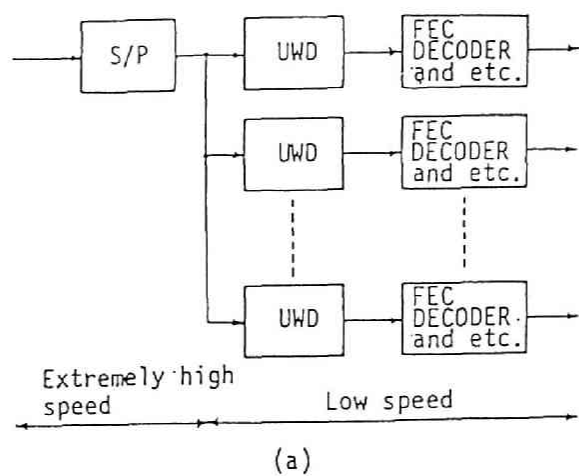 S/P
UWD
FEC
DECODER
and etc.
UWD
FEC
DECODER
and etc.
UWD
FEC
DECODER
and etc.
Extremely high
speed
Low speed
(a)